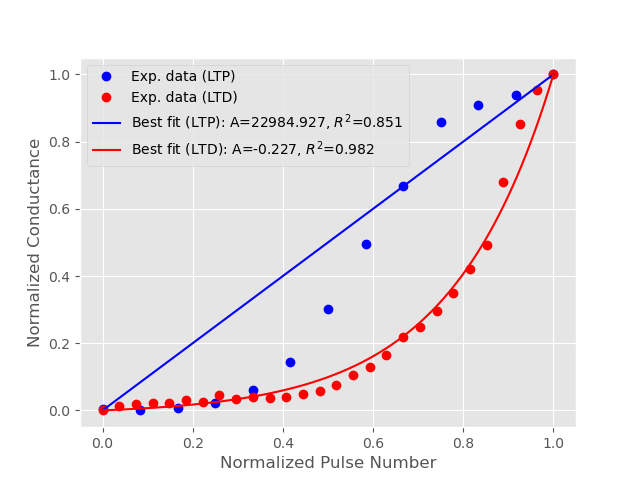 Exp. data (LTP)
Exp. data (LTD)
Best fit (LTP): A=22984.927, R²=0.851
Best fit (LTD): A=-0.227, R²=0.982
1.0
0.8
0.6
0.4
0.2
0.0
Normalized Conductance
0.0 0.2 0.4 0.6 0.8 1.0
Normalized Pulse Number